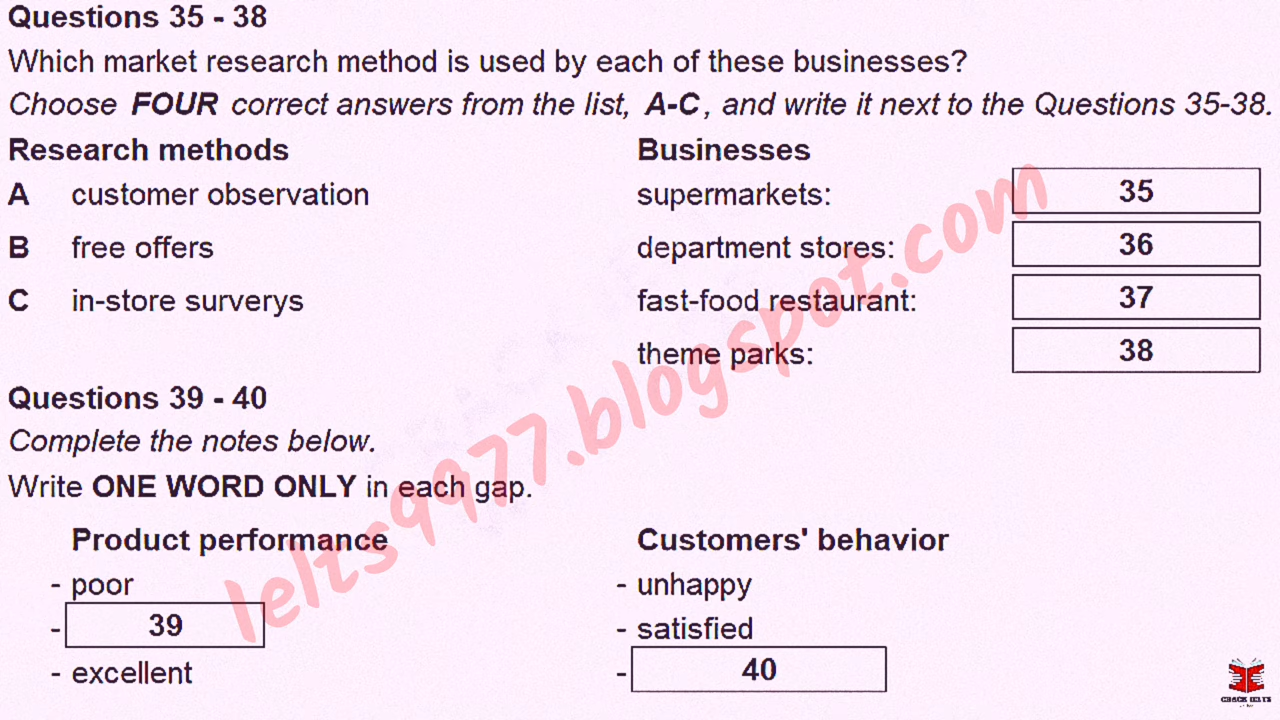 Questions 35 - 38
Which market research method is used by each of these businesses?
Choose FOUR correct answers from the list, A-C, and write it next to the Questions 35-38.
Research methods
Businesses
A customer observation
supermarkets: 35
B free offers
department stores: 36
C in-store surverys
fast-food restaurant: 37
theme parks: 38
Questions 39 - 40
Complete the notes below.
Write ONE WORD ONLY in each gap.
Product performance
Customers' behavior
- poor
- unhappy
- 39
- satisfied
- excellent
- 40
Ielts9977.blogspot.com
CRACK IELTS